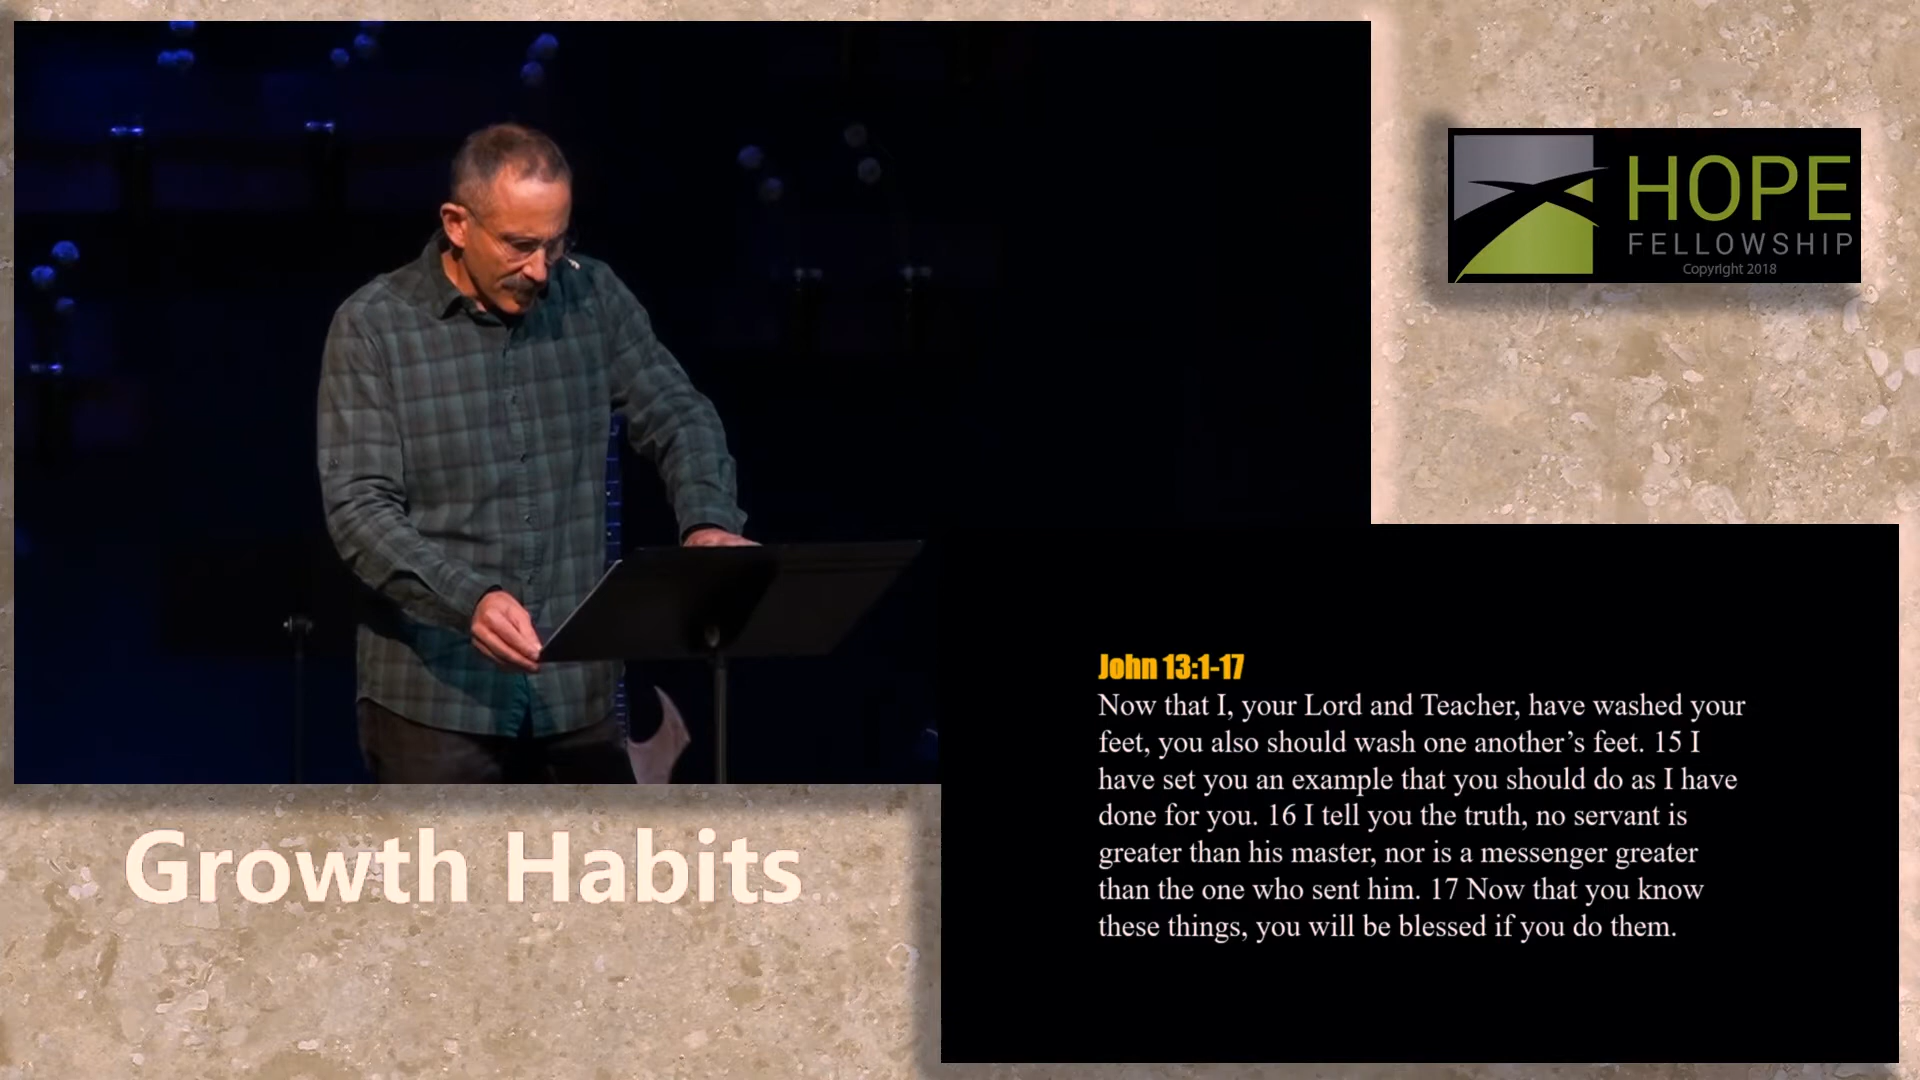 HOPE
FELLOWSHIP
Copyright 2018
John 13:1-17
Now that I, your Lord and Teacher, have washed your
feet, you also should wash one another’s feet. 15 I
have set you an example that you should do as I have
done for you. 16 I tell you the truth, no servant is
greater than his master, nor is a messenger greater
than the one who sent him. 17 Now that you know
these things, you will be blessed if you do them.
Growth Habits